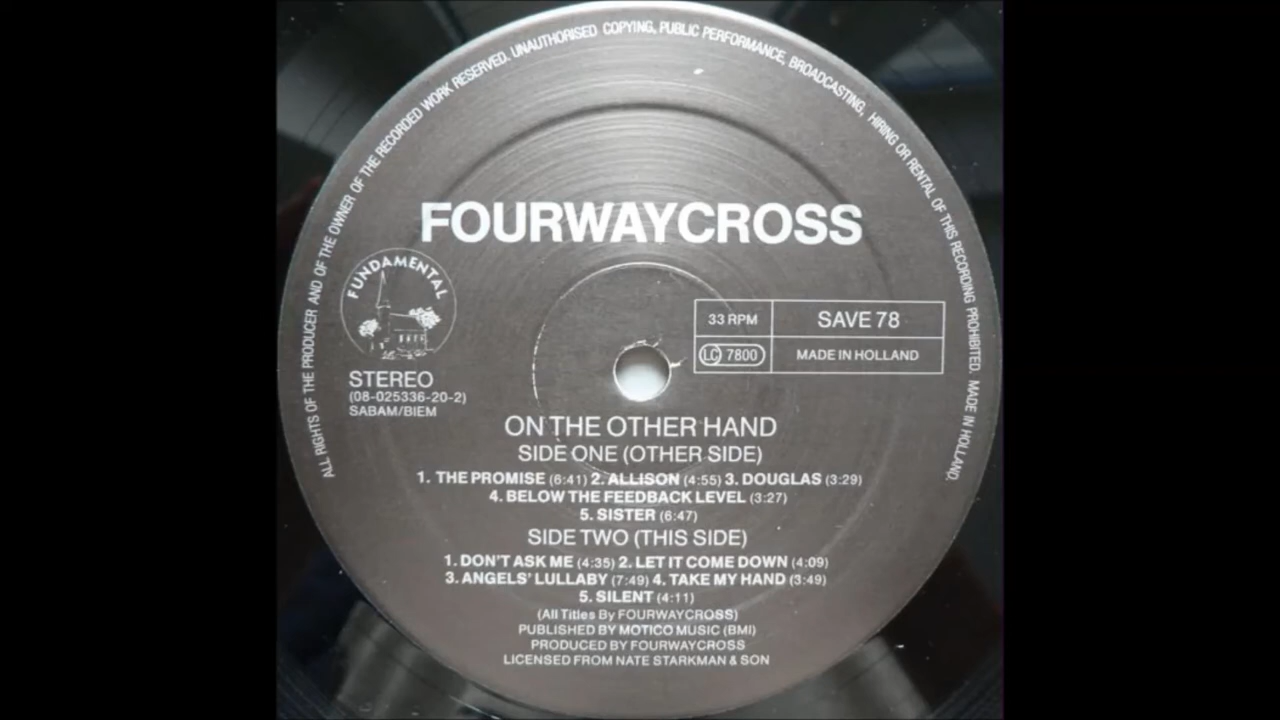 ALL RIGHTS OF THE PRODUCER AND OF THE OWNER OF THE RECORDED WORK RESERVED. UNAUTHORISED COPYING, PUBLIC PERFORMANCE, BROADCASTING, HIRING OR RENTAL OF THIS RECORDING PROHIBITED. MADE IN HOLLAND.
FOURWAYCROSS
FUNDAMENTAL
33 RPM SAVE 78
LC 7800 MADE IN HOLLAND
STEREO
(08-025336-20-2)
SABAM/BIEM
ON THE OTHER HAND
SIDE ONE (OTHER SIDE)
1. THE PROMISE (6:41) 2. ALLISON (4:55) 3. DOUGLAS (3:29)
4. BELOW THE FEEDBACK LEVEL (3:27)
5. SISTER (6:47)
SIDE TWO (THIS SIDE)
1. DON'T ASK ME (4:35) 2. LET IT COME DOWN (4:09)
3. ANGELS' LULLABY (7:49) 4. TAKE MY HAND (3:49)
5. SILENT (4:11)
(All Titles By FOURWAYCROSS)
PUBLISHED BY MOTICO MUSIC (BMI)
PRODUCED BY FOURWAYCROSS
LICENSED FROM NATE STARKMAN & SON